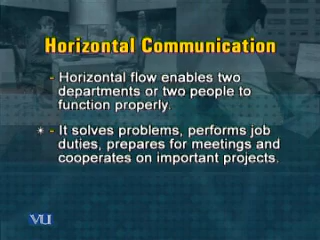 Horizontal Communication
- Horizontal flow enables two
departments or two people to
function properly.
- It solves problems, performs job
duties, prepares for meetings and
cooperates on important projects.
VU